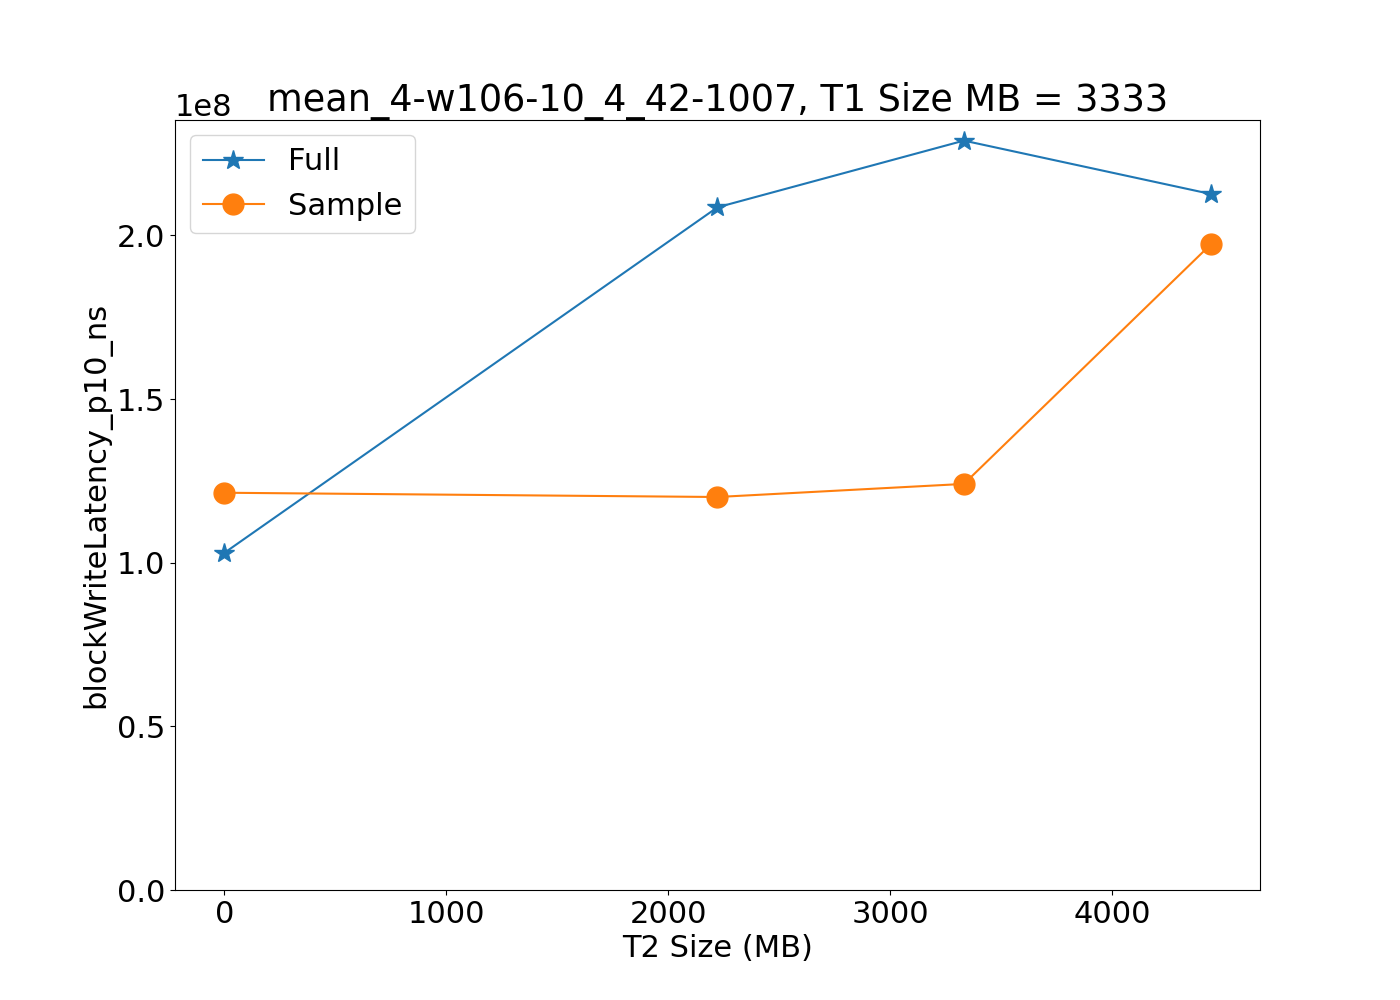 1e8
mean_4-w106-10_4_42-1007, T1 Size MB = 3333
Full
Sample
blockWriteLatency_p10_ns
2.0
1.5
1.0
0.5
0.0
0 1000 2000 3000 4000
T2 Size (MB)